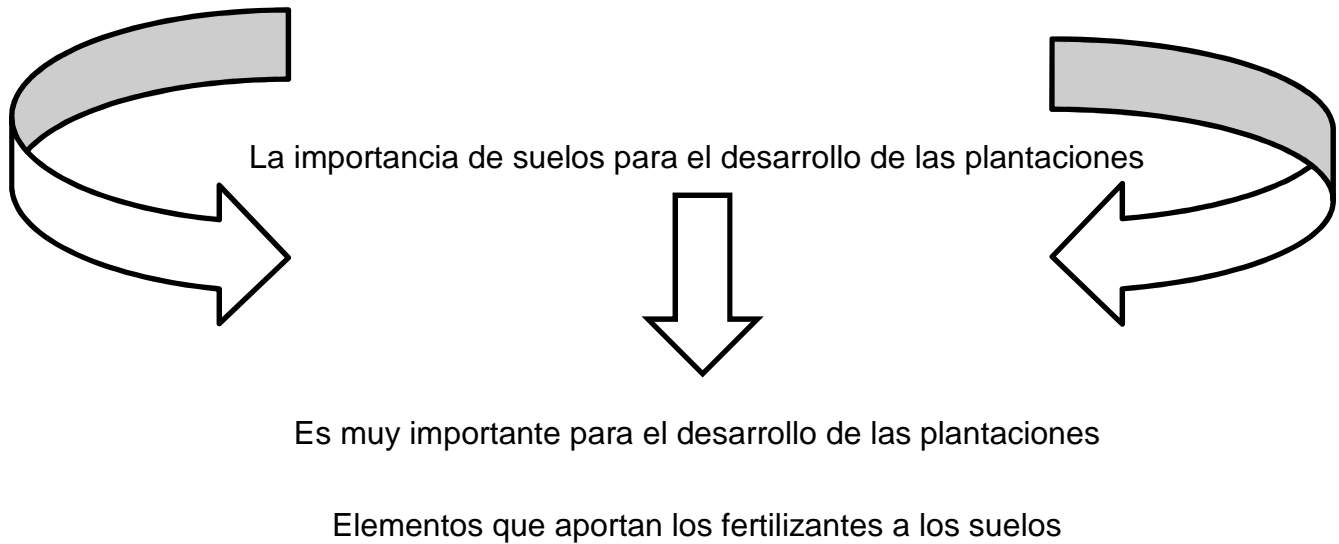 La importancia de suelos para el desarrollo de las plantaciones
Es muy importante para el desarrollo de las plantaciones
Elementos que aportan los fertilizantes a los suelos